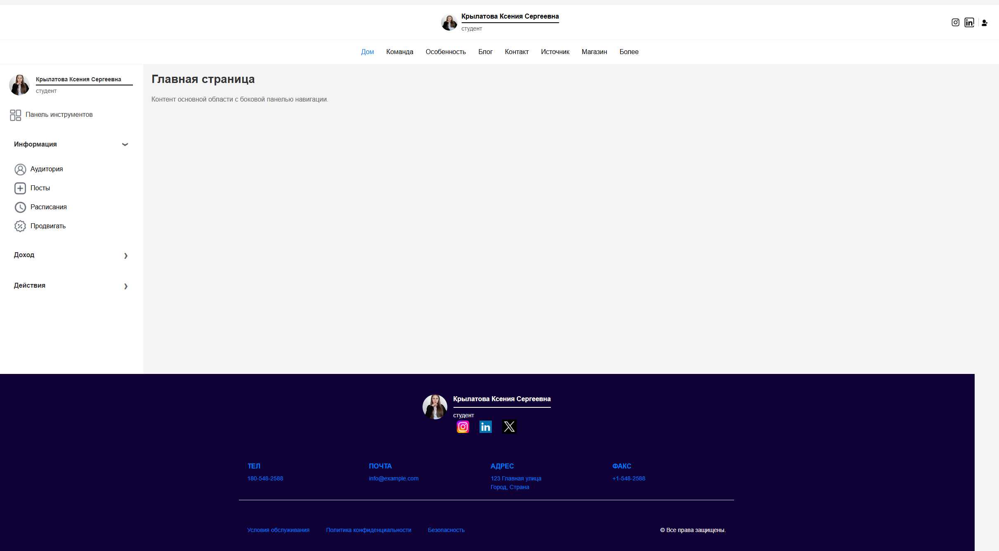 Крылатова Ксения Сергеевна
студент
Дом Команда Особенность Блог Контакт Источник Магазин Более
Крылатова Ксения Сергеевна
студент
Панель инструментов
Информация
Аудитория
Посты
Расписания
Продвигать
Доход
Действия
Главная страница
Контент основной области с боковой панелью навигации.
Крылатова Ксения Сергеевна
студент
ТЕЛ
180-548-2588
ПОЧТА
info@example.com
АДРЕС
123 Главная улица
Город, Страна
ФАКС
+1-548-2588
Условия обслуживания Политика конфиденциальности Безопасность
© Все права защищены.